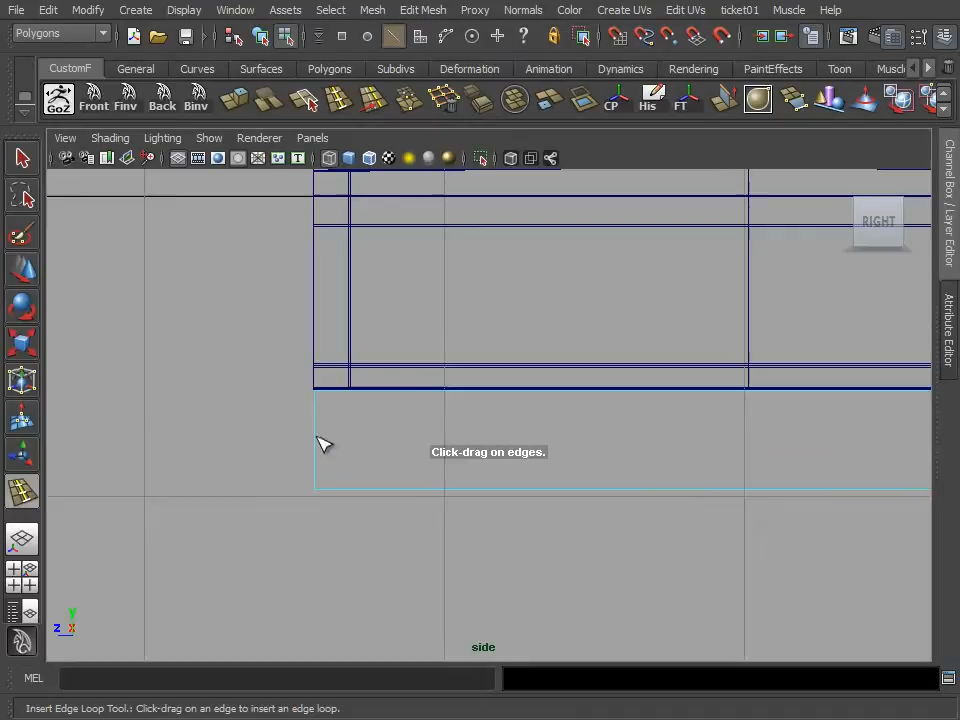 File Edit Modify Create Display Window Assets Select Mesh Edit Mesh Proxy Normals Color Create UVs Edit UVs ticket01 Muscle Help
Polygons
CustomF General Curves Surfaces Polygons Subdivs Deformation Animation Dynamics Rendering PaintEffects Toon Muscle
GoZ Front Finv Back Binv CP His FT
View Shading Lighting Show Renderer Panels
RIGHT
Channel Box / Layer Editor
Attribute Editor
Click-drag on edges.
y
z x
side
MEL
Insert Edge Loop Tool.: Click-drag on an edge to insert an edge loop.